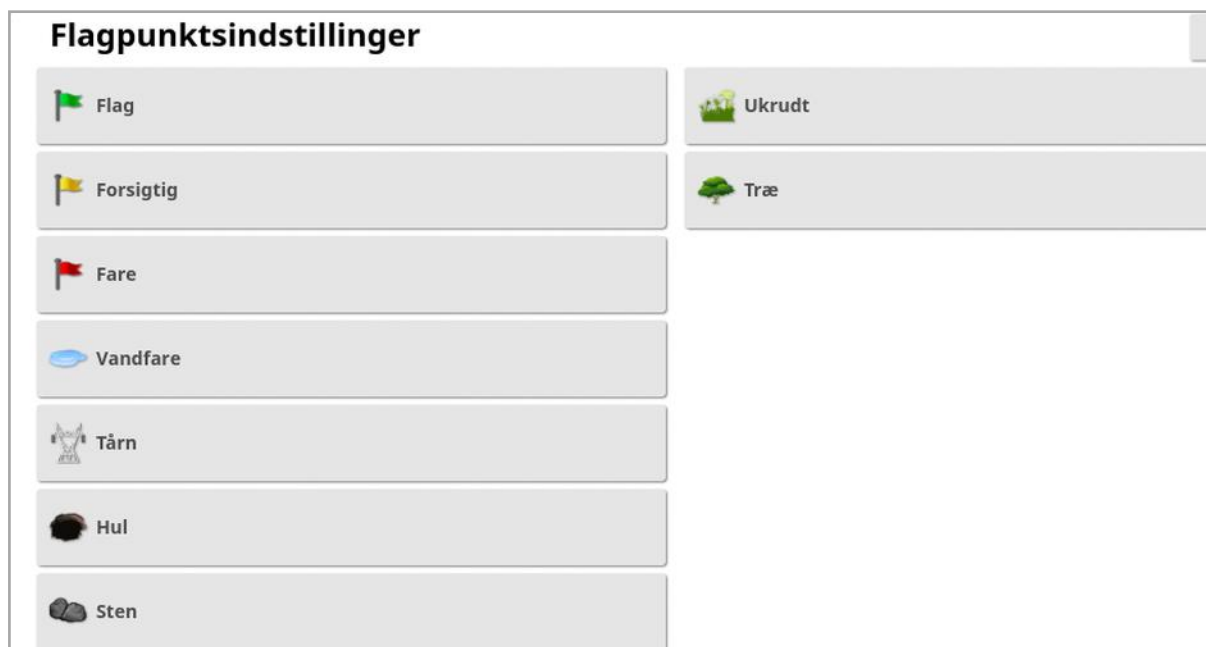 Flagpunktsindstillinger
Flag
Forsigtig
Fare
Vandfare
Tårn
Hul
Sten
Ukrudt
Træ